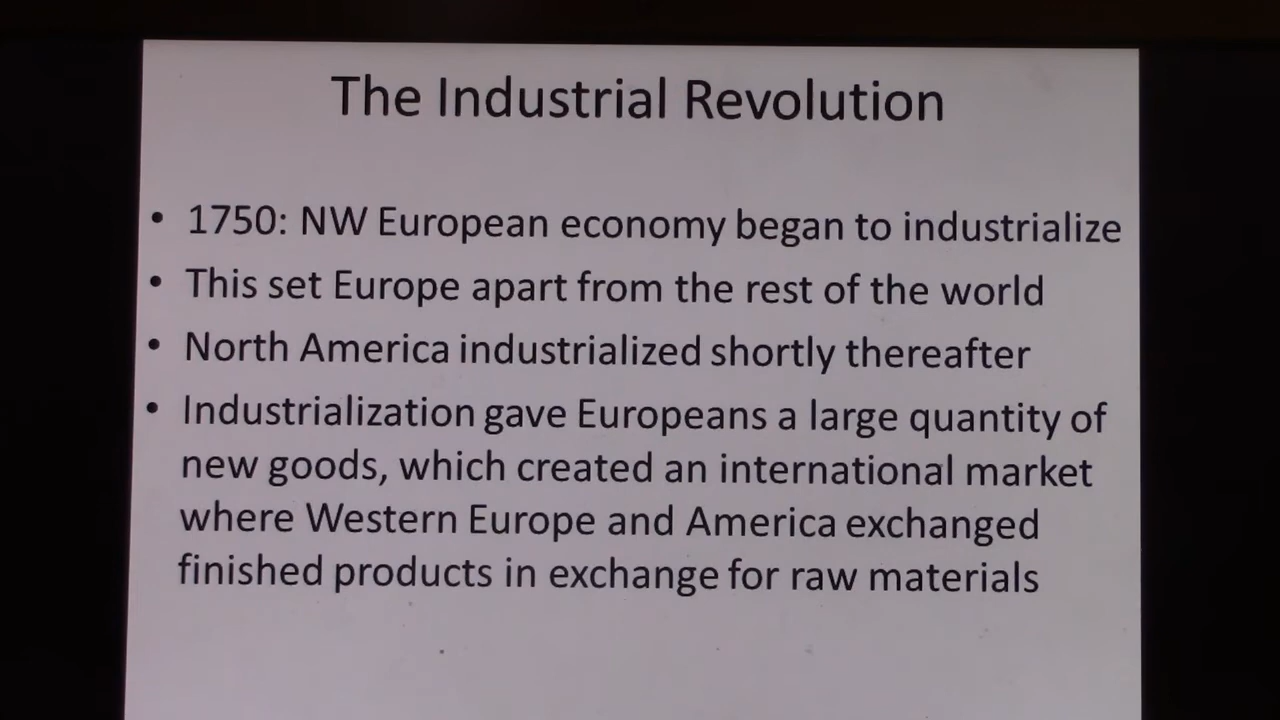 The Industrial Revolution
• 1750: NW European economy began to industrialize
• This set Europe apart from the rest of the world
• North America industrialized shortly thereafter
• Industrialization gave Europeans a large quantity of
new goods, which created an international market
where Western Europe and America exchanged
finished products in exchange for raw materials